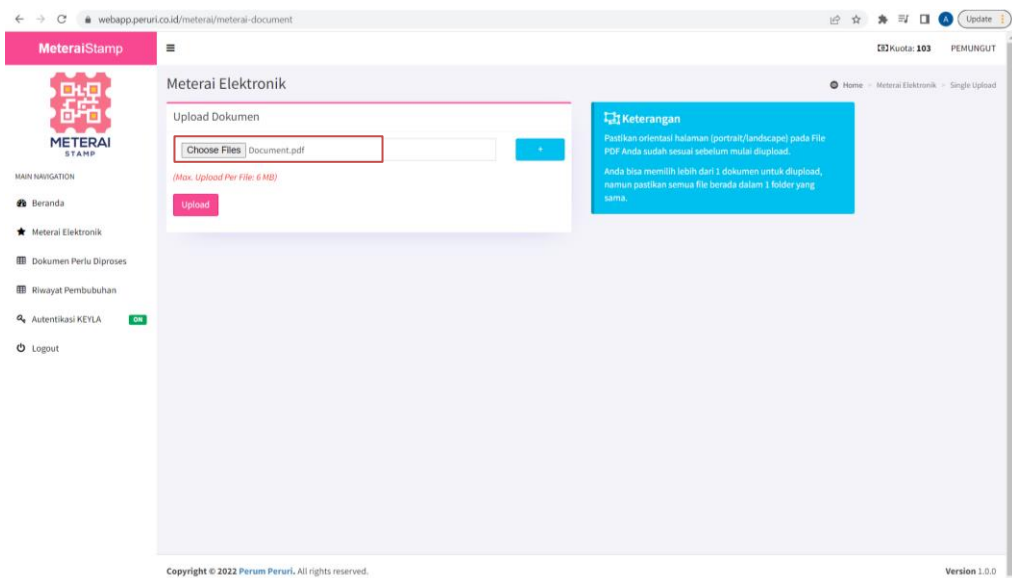 webapp.peruri.co.id/meterai/meterai-document
A
Update
MeteraiStamp
Kuota: 103 PEMUNGUT
METERAI
STAMP
MAIN NAVIGATION
Beranda
Meterai Elektronik
Dokumen Perlu Diproses
Riwayat Pembubuhan
Autentikasi KEYLA ON
Logout
Meterai Elektronik
Home > Meterai Elektronik > Single Upload
Upload Dokumen
Choose Files Document.pdf
+
(Max. Upload Per File: 6 MB)
Upload
Keterangan
Pastikan orientasi halaman (portrait/landscape) pada File
PDF Anda sudah sesuai sebelum mulai diupload.
Anda bisa memilih lebih dari 1 dokumen untuk diupload,
namun pastikan semua file berada dalam 1 folder yang
sama.
Copyright © 2022 Perum Peruri. All rights reserved.
Version 1.0.0